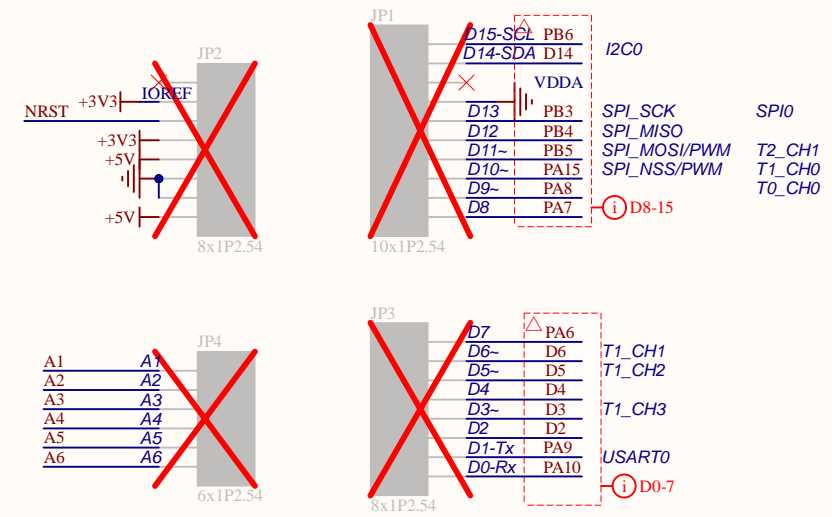 JP2
+3V3 IOREF
NRST
+3V3
+5V
+5V
8x1P2.54
JP1
D15-SCL PB6 I2C0
D14-SDA D14
VDDA
D13 PB3 SPI_SCK SPI0
D12 PB4 SPI_MISO
D11~ PB5 SPI_MOSI/PWM T2_CH1
D10~ PA15 SPI_NSS/PWM T1_CH0
D9~ PA8 T0_CH0
D8 PA7 i D8-15
10x1P2.54
JP4
A1 A1
A2 A2
A3 A3
A4 A4
A5 A5
A6 A6
6x1P2.54
JP3
D7 PA6
D6~ D6 T1_CH1
D5~ D5 T1_CH2
D4 D4
D3~ D3 T1_CH3
D2 D2
D1-Tx PA9 USART0
D0-Rx PA10
i D0-7
8x1P2.54